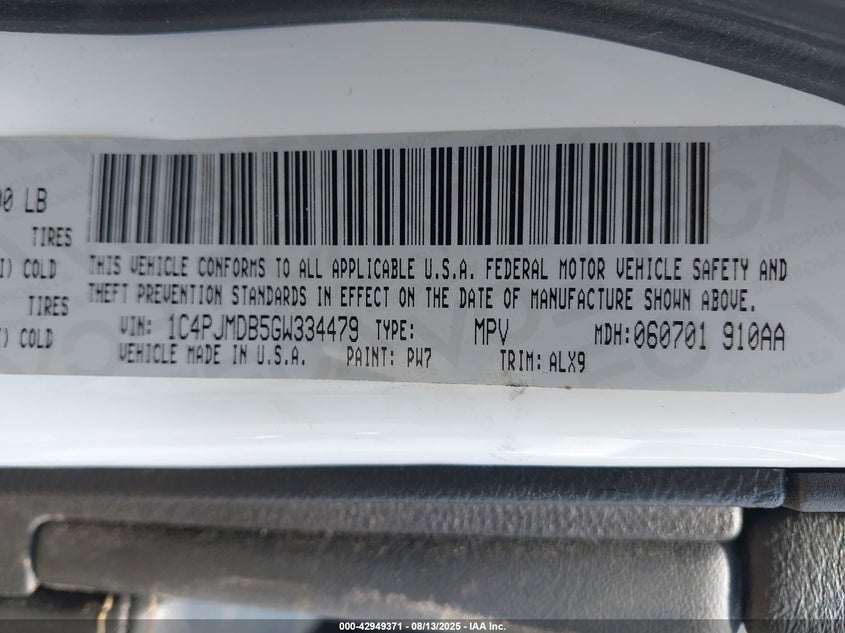 00 LB
TIRES
I) COLD
TIRES
) COLD
THIS VEHICLE CONFORMS TO ALL APPLICABLE U.S.A. FEDERAL MOTOR VEHICLE SAFETY AND
THEFT PREVENTION STANDARDS IN EFFECT ON THE DATE OF MANUFACTURE SHOWN ABOVE.
VIN: 1C4PJMDB5GW334479 TYPE: MPV MDH:060701 910AA
VEHICLE MADE IN U.S.A. PAINT: PW7 TRIM: ALX9
000-42949371 - 08/13/2025 - IAA Inc.